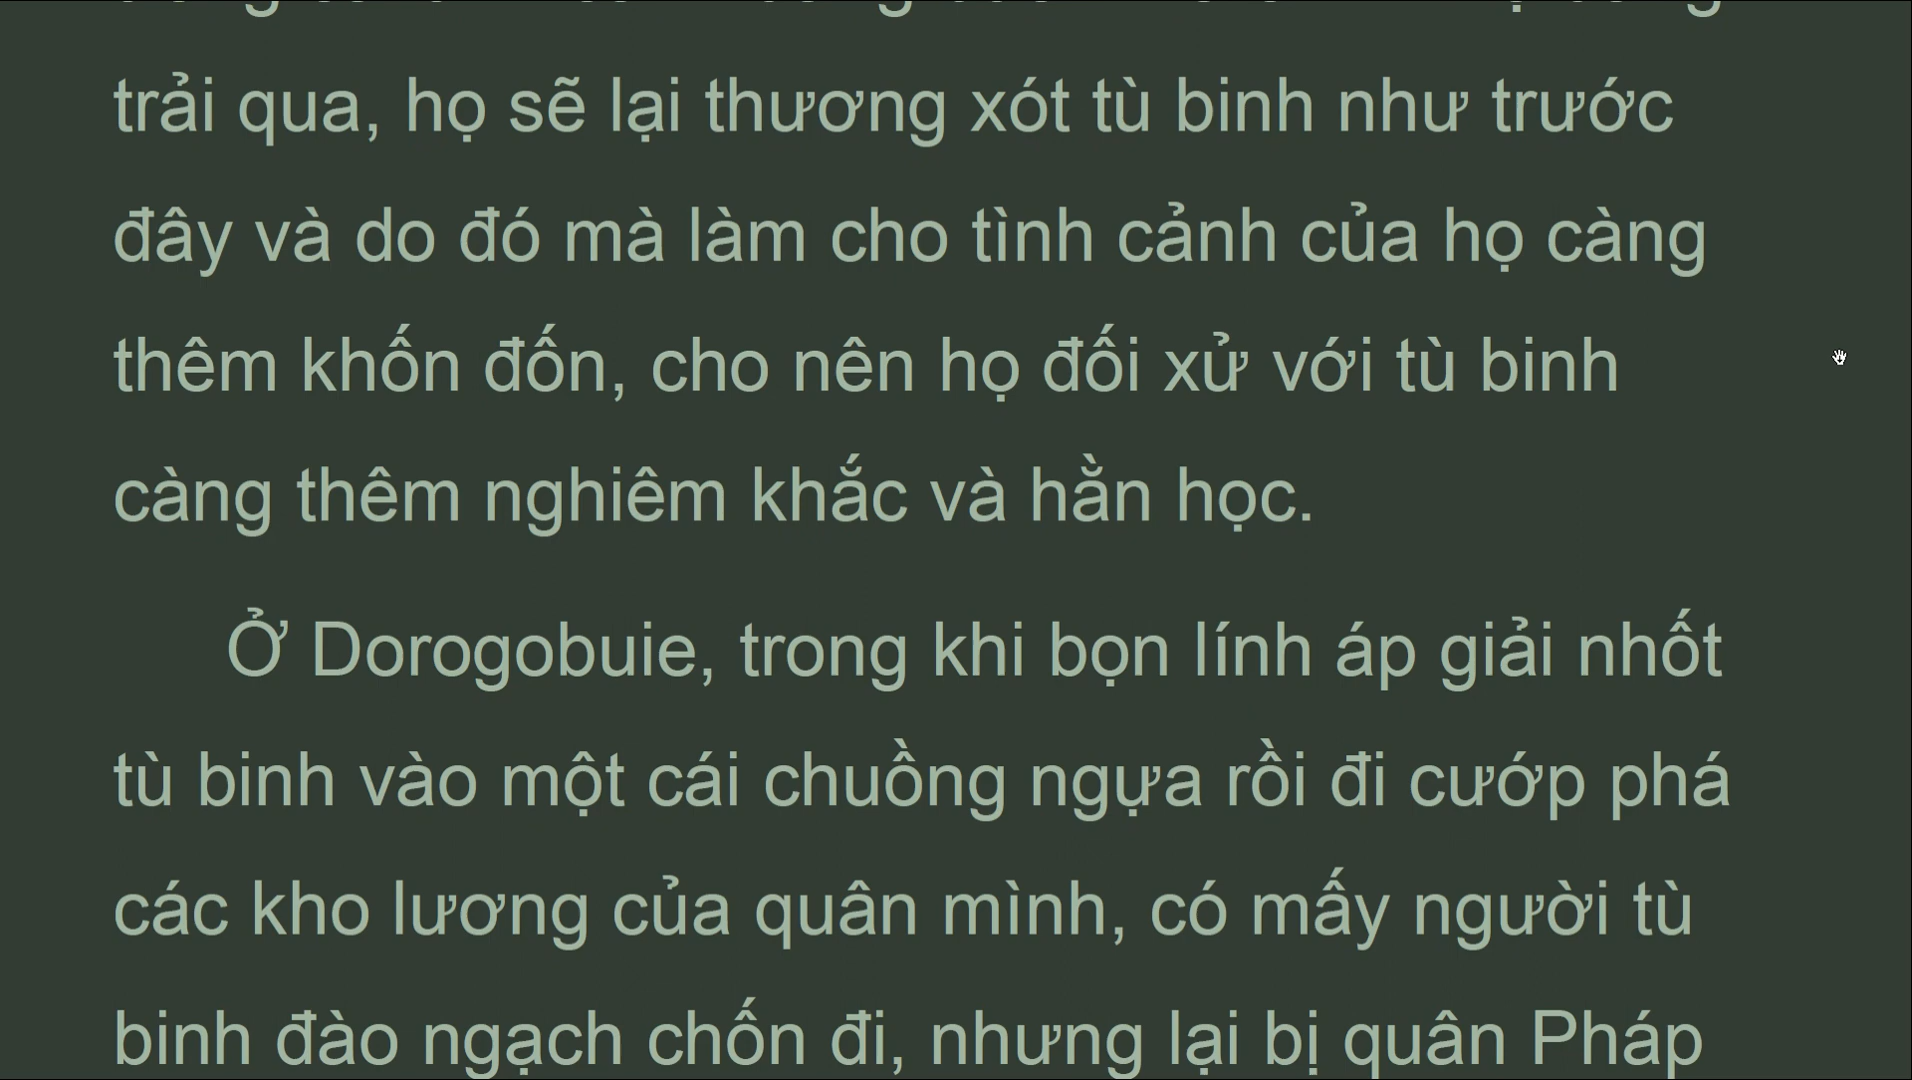 trải qua, họ sẽ lại thương xót tù binh như trước
đây và do đó mà làm cho tình cảnh của họ càng
thêm khốn đốn, cho nên họ đối xử với tù binh
càng thêm nghiêm khắc và hằn học.
Ở Dorogobuie, trong khi bọn lính áp giải nhốt
tù binh vào một cái chuồng ngựa rồi đi cướp phá
các kho lương của quân mình, có mấy người tù
binh đào ngạch chốn đi, nhưng lại bị quân Pháp